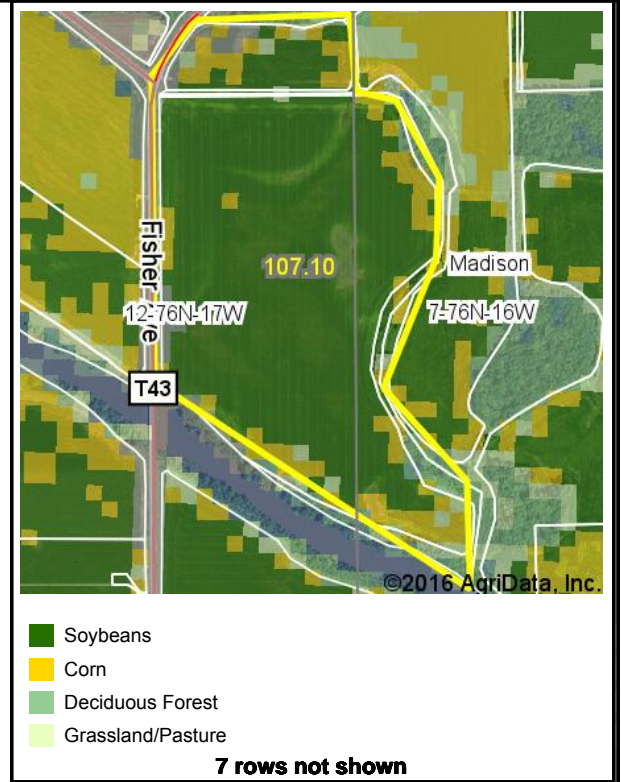 Fisher Ave
107.10
Madison
12-76N-17W
7-76N-16W
T43
©2016 AgriData, Inc.
Soybeans
Corn
Deciduous Forest
Grassland/Pasture
7 rows not shown